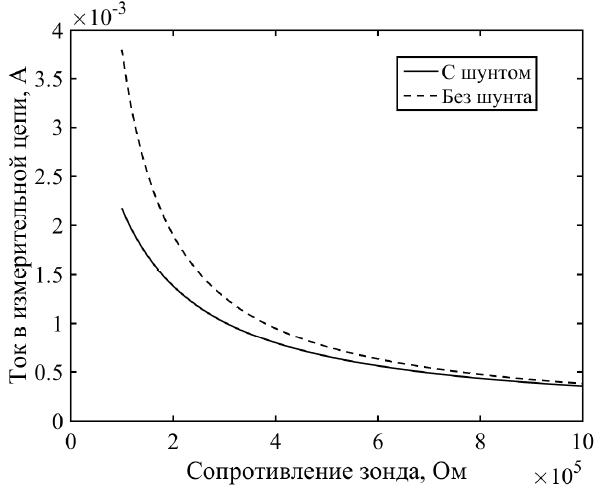 ×10⁻³
4
3.5
3
2.5
2
1.5
1
0.5
0
Ток в измерительной цепи, А
С шунтом
Без шунта
0 2 4 6 8 10
Сопротивление зонда, Ом
×10⁵